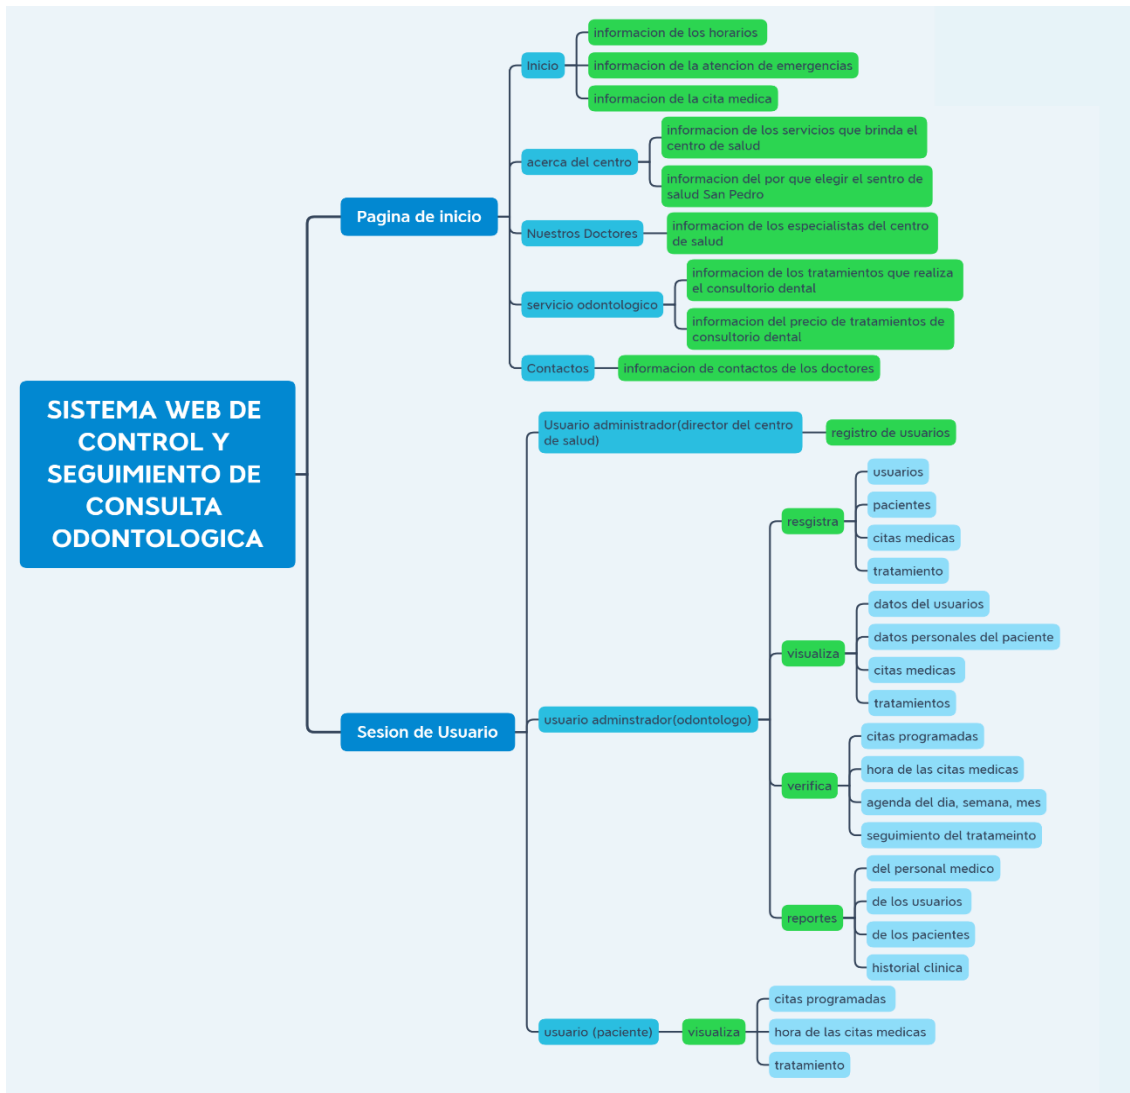 SISTEMA WEB DE
CONTROL Y
SEGUIMIENTO DE
CONSULTA
ODONTOLOGICA
Pagina de inicio
Inicio
informacion de los horarios
informacion de la atencion de emergencias
informacion de la cita medica
acerca del centro
informacion de los servicios que brinda el
centro de salud
informacion del por que elegir el sentro de
salud San Pedro
Nuestros Doctores
informacion de los especialistas del centro
de salud
servicio odontologico
informacion de los tratamientos que realiza
el consultorio dental
informacion del precio de tratamientos de
consultorio dental
Contactos
informacion de contactos de los doctores
Sesion de Usuario
Usuario administrador(director del centro
de salud)
registro de usuarios
usuario adminstrador(odontologo)
resgistra
usuarios
pacientes
citas medicas
tratamiento
visualiza
datos del usuarios
datos personales del paciente
citas medicas
tratamientos
verifica
citas programadas
hora de las citas medicas
agenda del dia, semana, mes
seguimiento del tratameinto
reportes
del personal medico
de los usuarios
de los pacientes
historial clinica
usuario (paciente)
visualiza
citas programadas
hora de las citas medicas
tratamiento